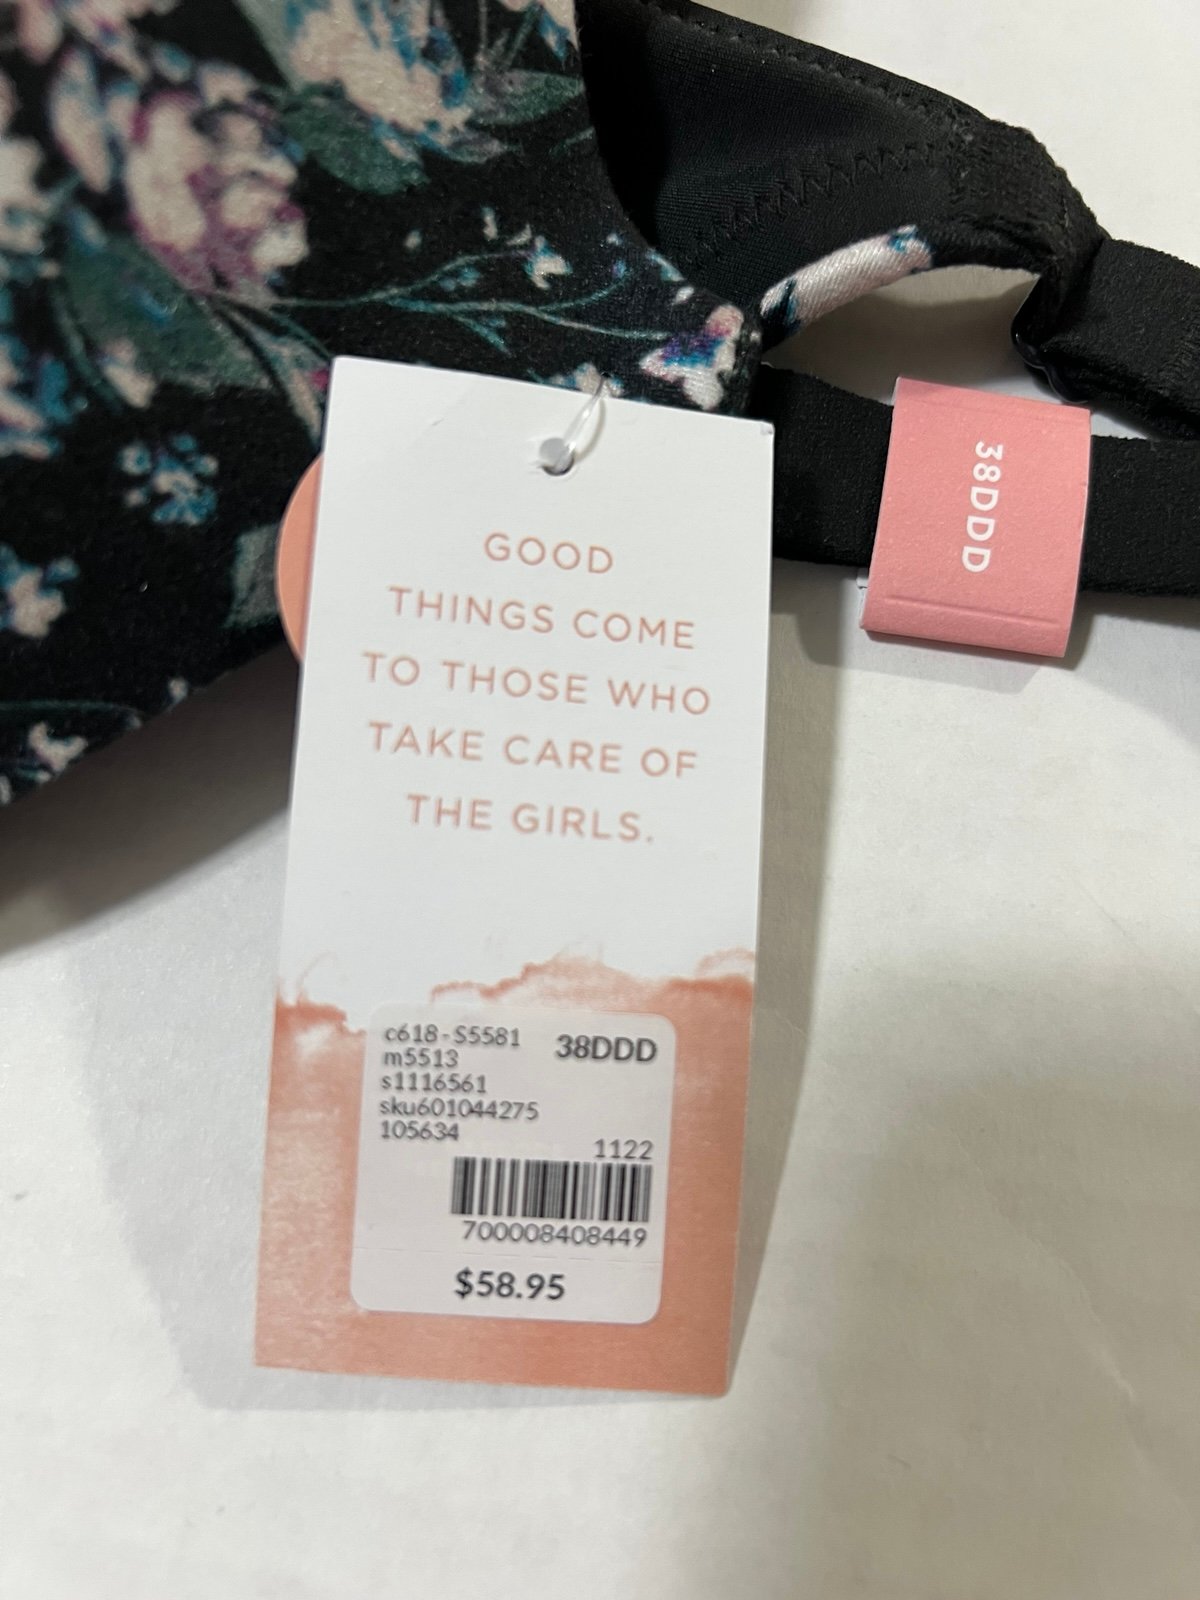 38DDD
GOOD
THINGS COME
TO THOSE WHO
TAKE CARE OF
THE GIRLS.
c618-S5581 38DDD
m5513
s1116561
sku601044275
105634
1122
700008408449
$58.95